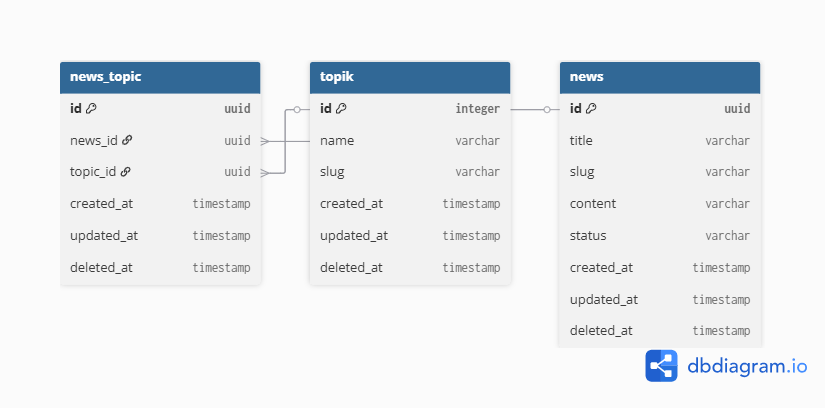 news_topic
id uuid
news_id uuid
topic_id uuid
created_at timestamp
updated_at timestamp
deleted_at timestamp
topik
id integer
name varchar
slug varchar
created_at timestamp
updated_at timestamp
deleted_at timestamp
news
id uuid
title varchar
slug varchar
content varchar
status varchar
created_at timestamp
updated_at timestamp
deleted_at timestamp
dbdiagram.io